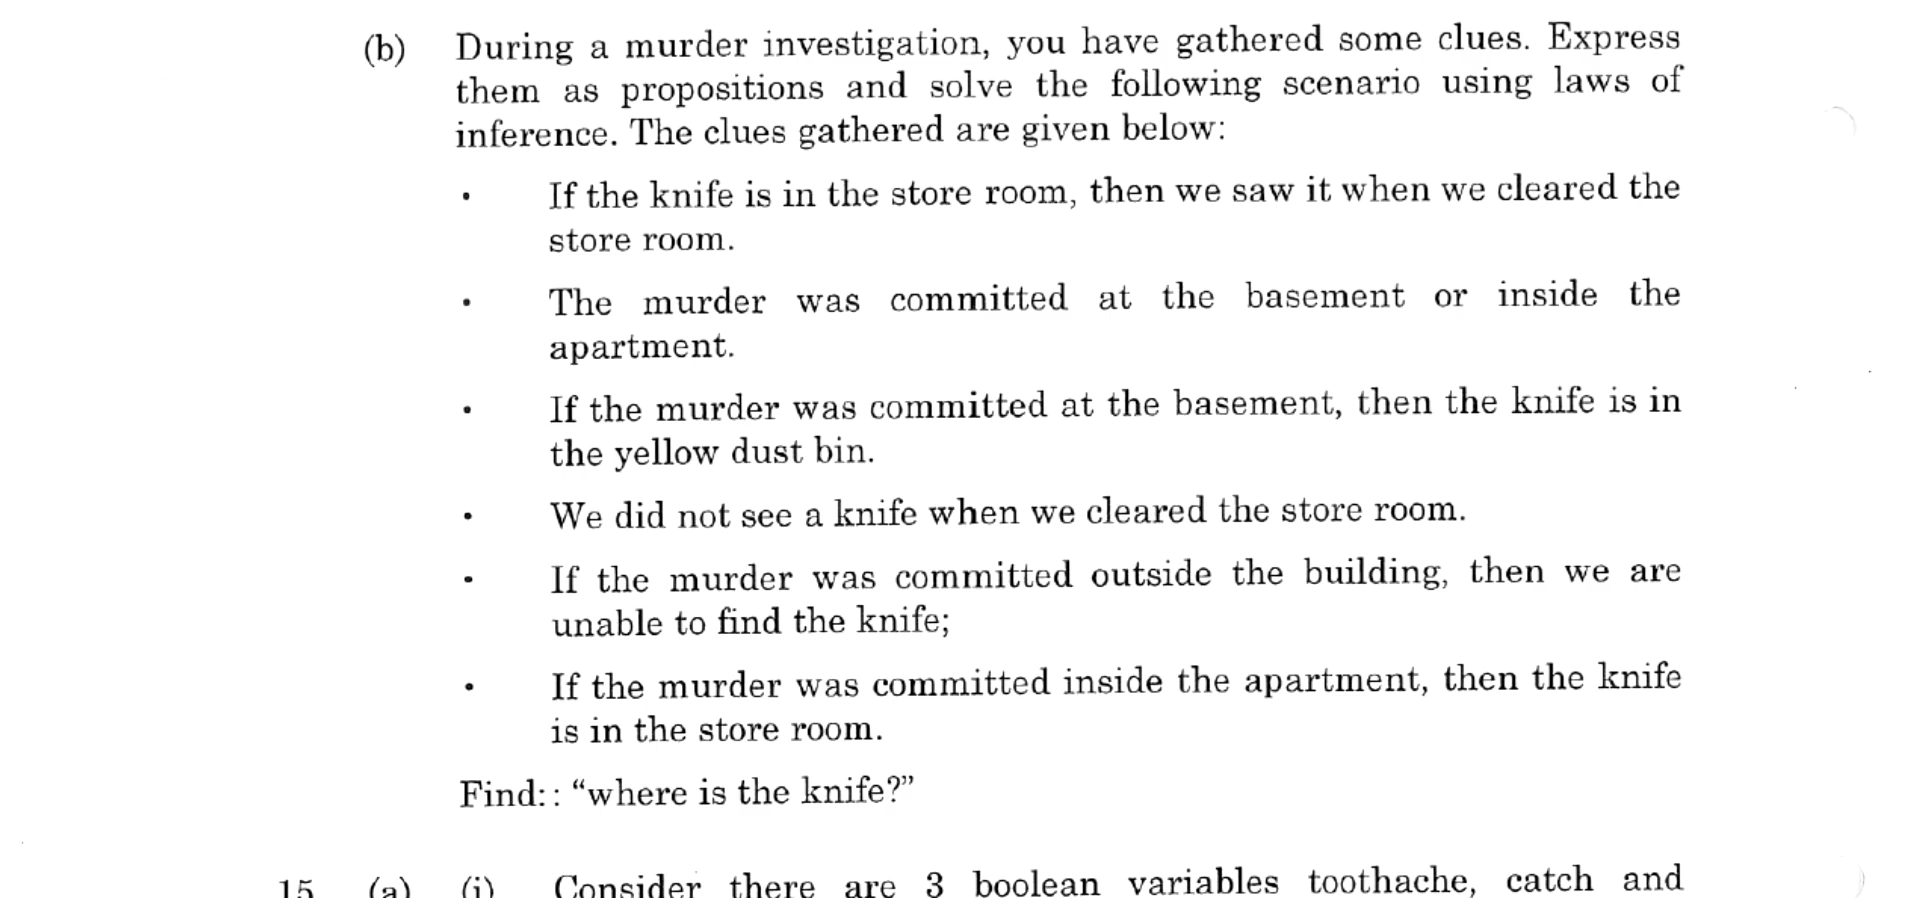 (b) During a murder investigation, you have gathered some clues. Express
them as propositions and solve the following scenario using laws of
inference. The clues gathered are given below:
• If the knife is in the store room, then we saw it when we cleared the
store room.
• The murder was committed at the basement or inside the
apartment.
• If the murder was committed at the basement, then the knife is in
the yellow dust bin.
• We did not see a knife when we cleared the store room.
• If the murder was committed outside the building, then we are
unable to find the knife;
• If the murder was committed inside the apartment, then the knife
is in the store room.
Find:: “where is the knife?”
15 (a) (i) Consider there are 3 boolean variables toothache, catch and